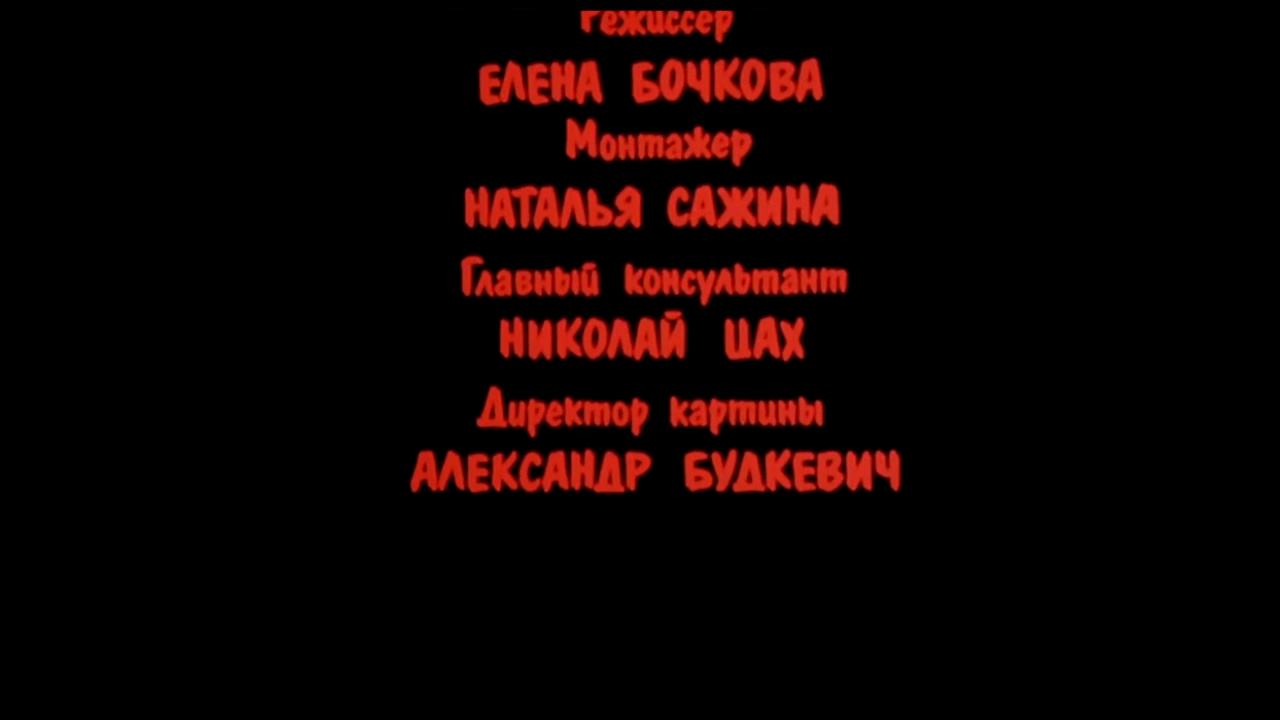 Режиссер
ЕЛЕНА БОЧКОВА
Монтажер
НАТАЛЬЯ САЖИНА
Главный консультант
НИКОЛАЙ ЦАХ
Директор картины
АЛЕКСАНДР БУДКЕВИЧ